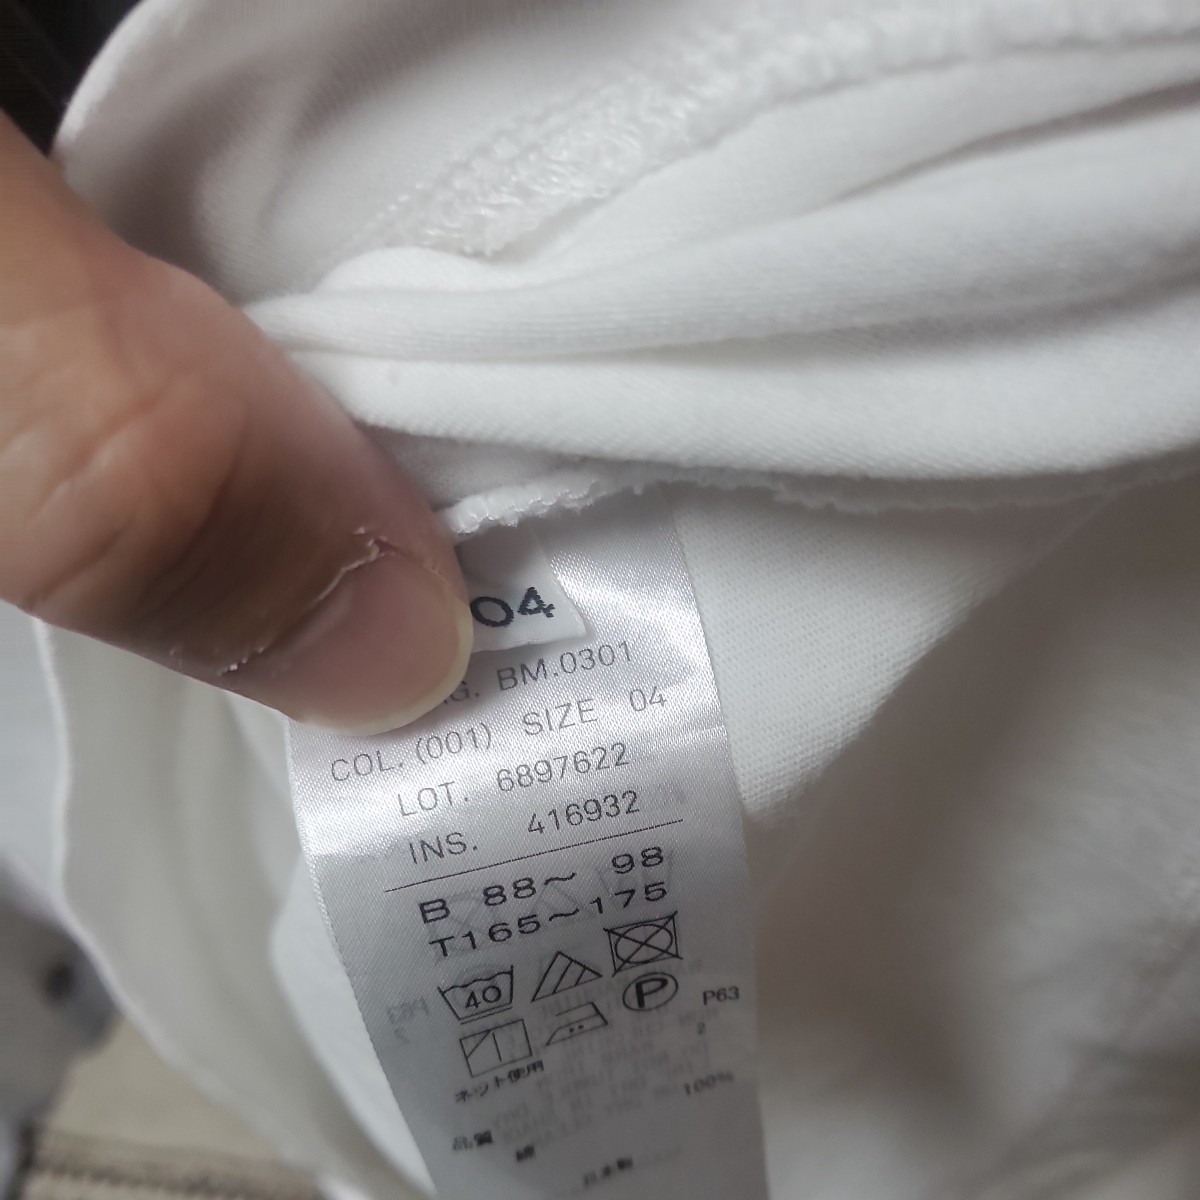 04
G. BM.0301
COL. (001) SIZE 04
LOT. 6897622
INS. 416932
B 88～ 98
T165～175
40
P
P63
2
ネット使用
100%
品質
綿
日本製